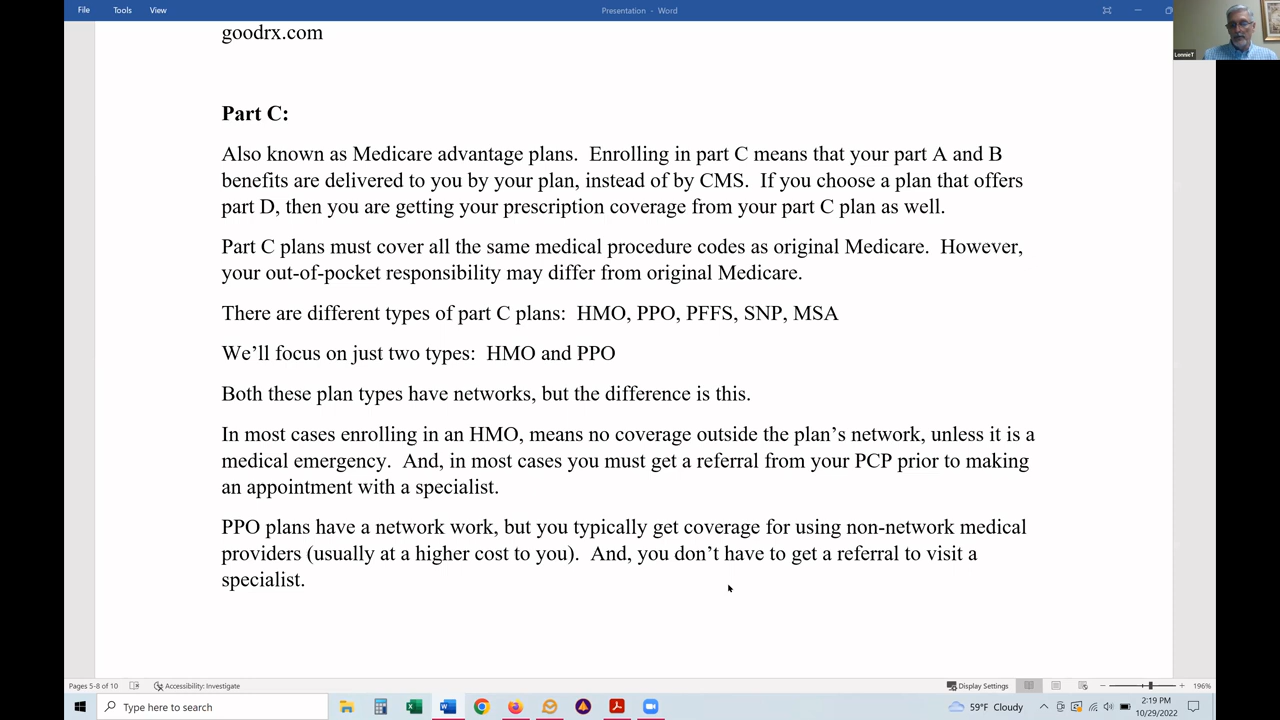 File Tools View Presentation - Word
LonnieT
goodrx.com
Part C:
Also known as Medicare advantage plans. Enrolling in part C means that your part A and B
benefits are delivered to you by your plan, instead of by CMS. If you choose a plan that offers
part D, then you are getting your prescription coverage from your part C plan as well.
Part C plans must cover all the same medical procedure codes as original Medicare. However,
your out-of-pocket responsibility may differ from original Medicare.
There are different types of part C plans: HMO, PPO, PFFS, SNP, MSA
We’ll focus on just two types: HMO and PPO
Both these plan types have networks, but the difference is this.
In most cases enrolling in an HMO, means no coverage outside the plan’s network, unless it is a
medical emergency. And, in most cases you must get a referral from your PCP prior to making
an appointment with a specialist.
PPO plans have a network work, but you typically get coverage for using non-network medical
providers (usually at a higher cost to you). And, you don’t have to get a referral to visit a
specialist.
Pages 5-8 of 10 Accessibility: Investigate Display Settings 196%
Type here to search 59°F Cloudy 2:19 PM
10/29/2022